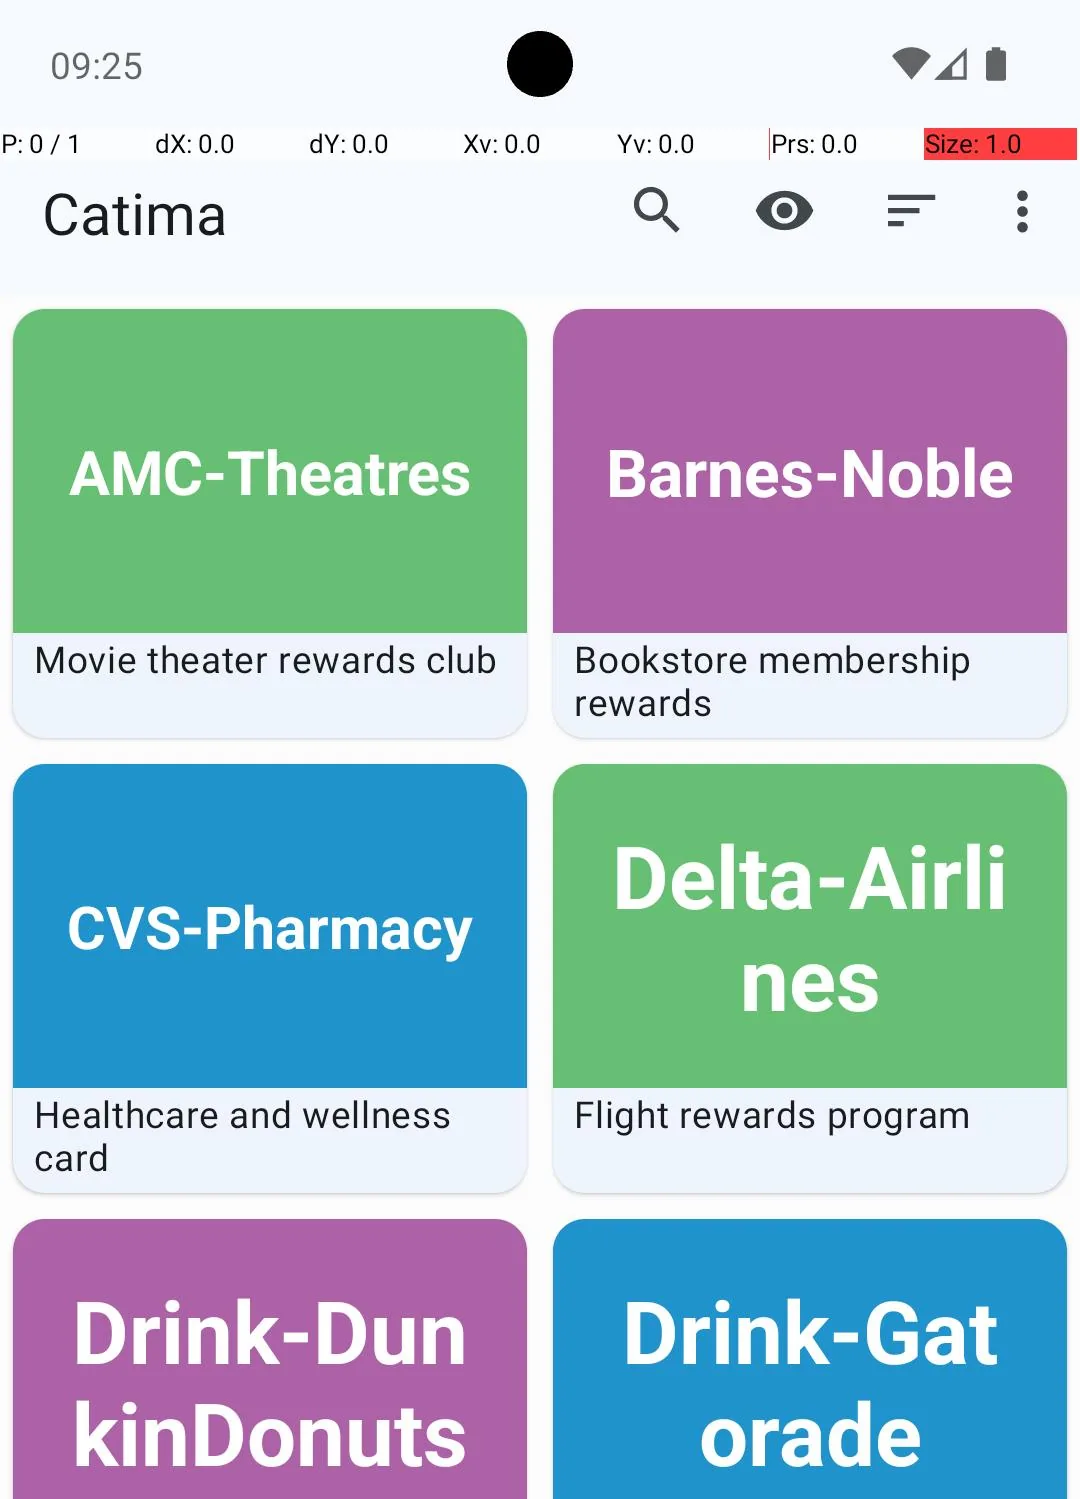 09:25
P: 0 / 1 dX: 0.0 dY: 0.0 Xv: 0.0 Yv: 0.0 Prs: 0.0 Size: 1.0
Catima
AMC-Theatres
Movie theater rewards club
Barnes-Noble
Bookstore membership
rewards
CVS-Pharmacy
Healthcare and wellness
card
Delta-Airli
nes
Flight rewards program
Drink-Dun
kinDonuts
Drink-Gat
orade